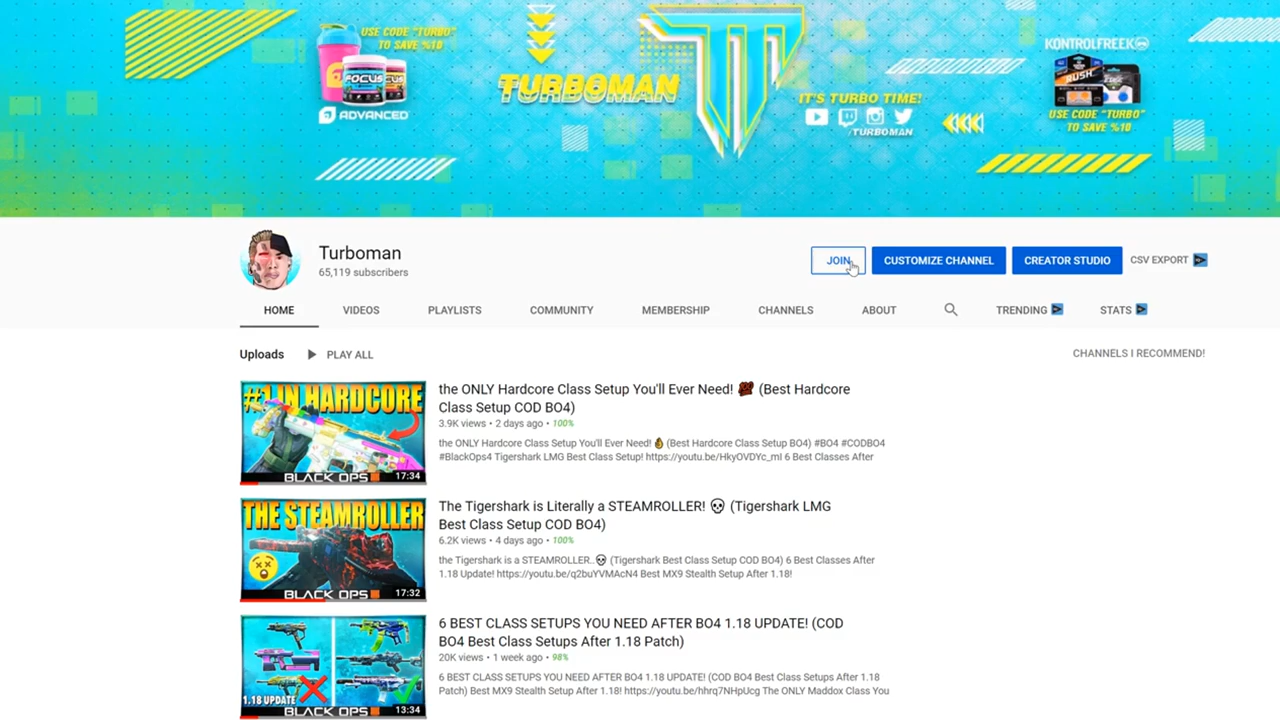 USE CODE "TURBO"
TO SAVE %10
FOCUS
ADVANCED
TURBOMAN
TT
IT'S TURBO TIME!
/TURBOMAN
KONTROLFREEK
RUSH
USE CODE "TURBO"
TO SAVE %10
Turboman
65,119 subscribers
JOIN
CUSTOMIZE CHANNEL
CREATOR STUDIO
CSV EXPORT
HOME
VIDEOS
PLAYLISTS
COMMUNITY
MEMBERSHIP
CHANNELS
ABOUT
TRENDING
STATS
Uploads
PLAY ALL
CHANNELS I RECOMMEND!
#1 IN HARDCORE
BLACK OPS
17:34
the ONLY Hardcore Class Setup You'll Ever Need! 👹 (Best Hardcore
Class Setup COD BO4)
3.9K views • 2 days ago • 100%
the ONLY Hardcore Class Setup You'll Ever Need! 👌 (Best Hardcore Class Setup BO4) #BO4 #CODBO4
#BlackOps4 Tigershark LMG Best Class Setup! https://youtu.be/HkyOVDYc_mI 6 Best Classes After
THE STEAMROLLER
BLACK OPS
17:32
The Tigershark is Literally a STEAMROLLER! 💀 (Tigershark LMG
Best Class Setup COD BO4)
6.2K views • 4 days ago • 100%
the Tigershark is a STEAMROLLER..💀 (Tigershark Best Class Setup COD BO4) 6 Best Classes After
1.18 Update! https://youtu.be/q2buYVMAcN4 Best MX9 Stealth Setup After 1.18!
1.18 UPDATE
BLACK OPS
13:34
6 BEST CLASS SETUPS YOU NEED AFTER BO4 1.18 UPDATE! (COD
BO4 Best Class Setups After 1.18 Patch)
20K views • 1 week ago • 98%
6 BEST CLASS SETUPS YOU NEED AFTER BO4 1.18 UPDATE! (COD BO4 Best Class Setups After 1.18
Patch) Best MX9 Stealth Setup After 1.18! https://youtu.be/hhrq7NHpUcg The ONLY Maddox Class You